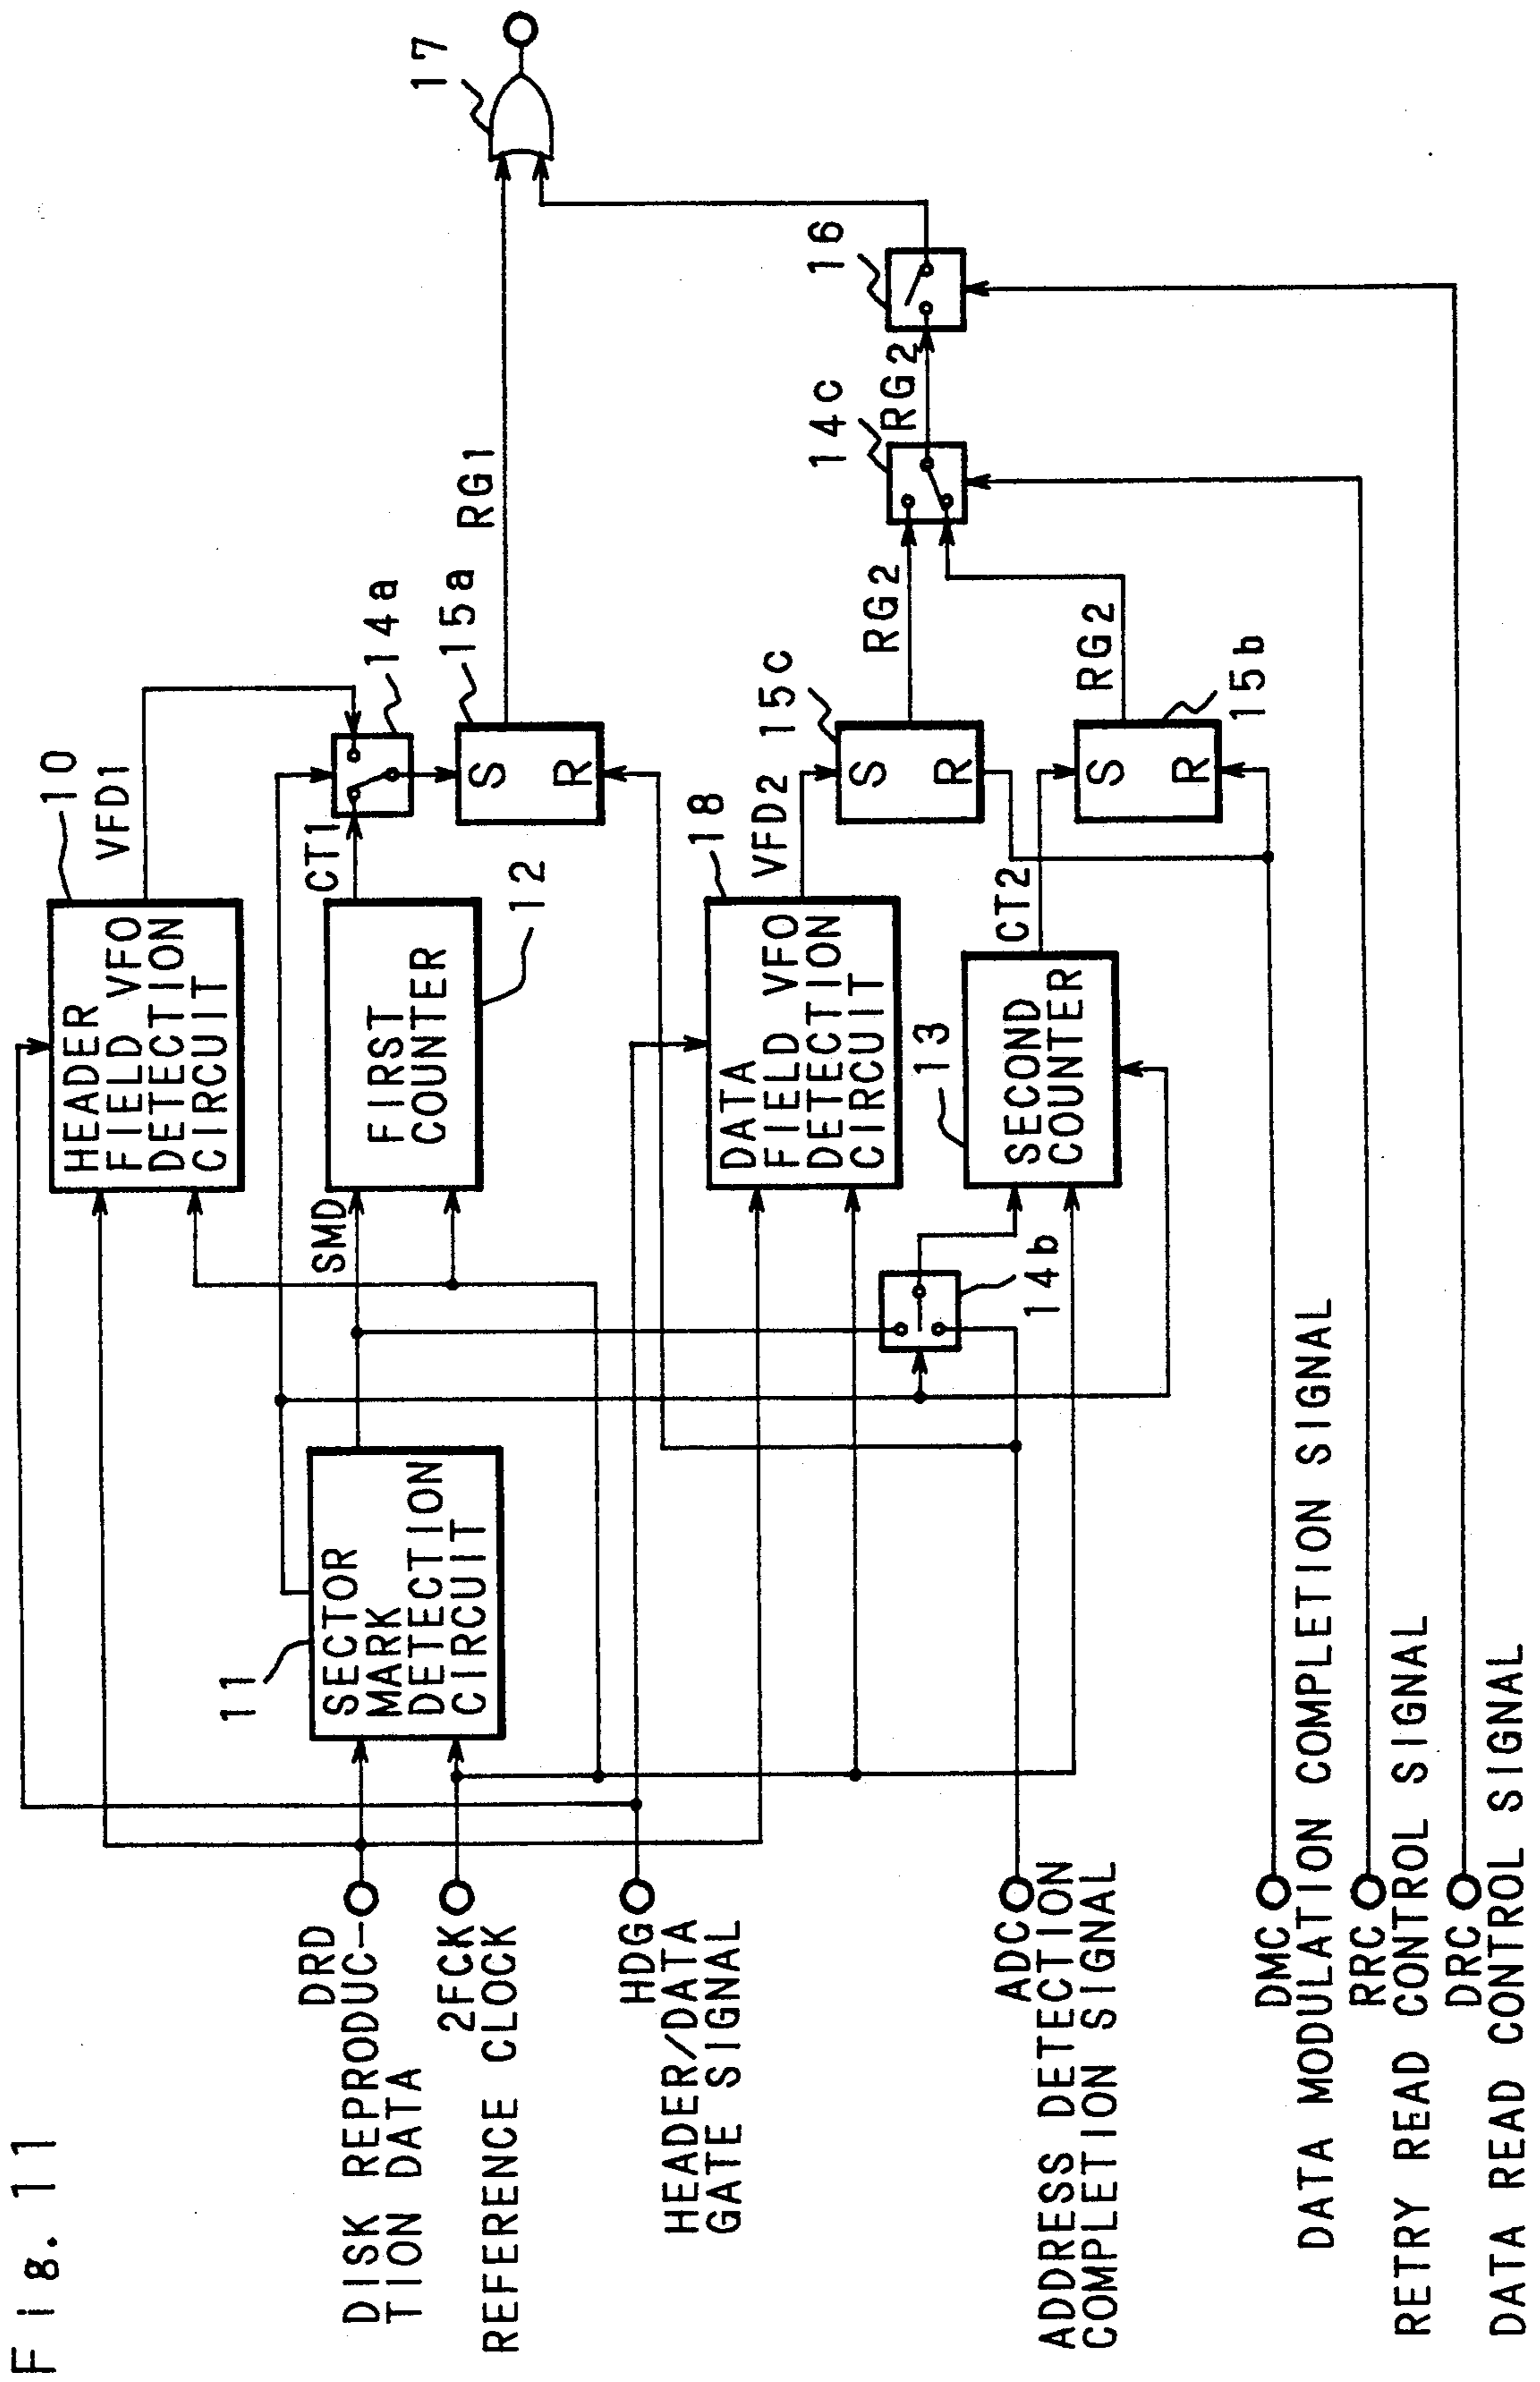 Fig. 11
DRD
DISK REPRODUC-
TION DATA
2FCK
REFERENCE CLOCK
HDG
HEADER/DATA
GATE SIGNAL
ADC
ADDRESS DETECTION
COMPLETION SIGNAL
DMC
DATA MODULATION COMPLETION SIGNAL
RRC
RETRY READ CONTROL SIGNAL
DRC
DATA READ CONTROL SIGNAL
11
SECTOR
MARK
DETECTION
CIRCUIT
SMD
10
HEADER
FIELD VFO
DETECTION
CIRCUIT
VFD1
FIRST
COUNTER
12
CT1
14a
15a
S
R
RG1
18
DATA
FIELD VFO
DETECTION
CIRCUIT
VFD2
14b
13
SECOND
COUNTER
CT2
15c
S
R
RG2
15b
S
R
RG2
14c
RG2
16
17